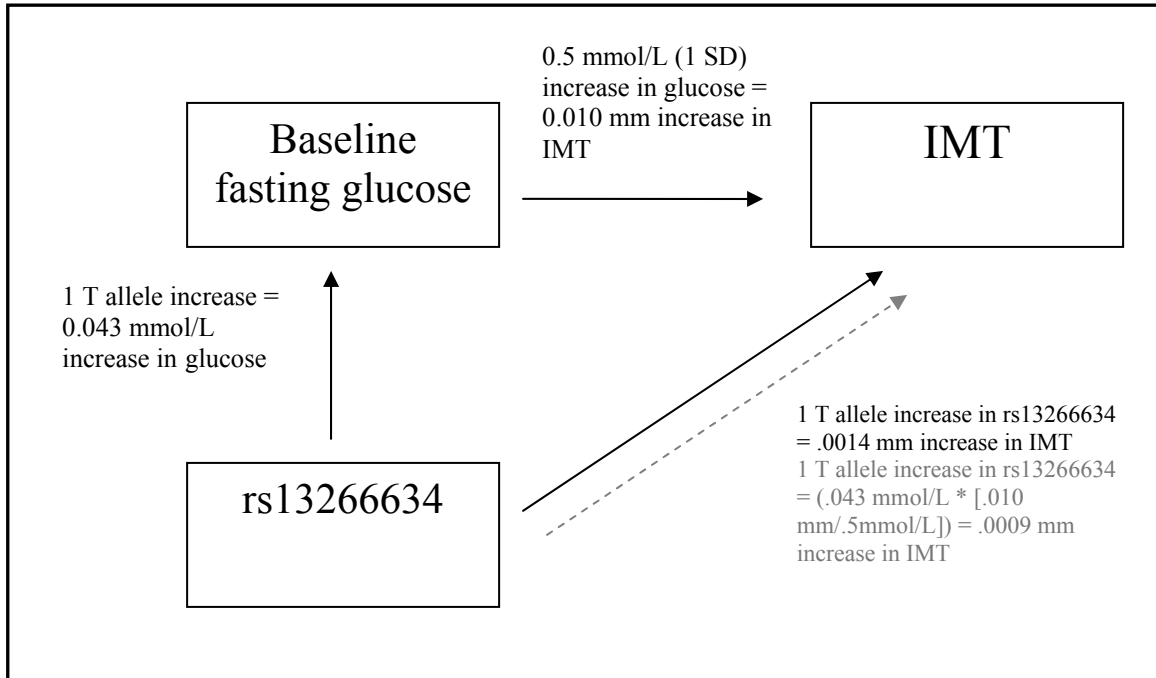 0.5 mmol/L (1 SD)
increase in glucose =
0.010 mm increase in
IMT
Baseline
fasting glucose
IMT
1 T allele increase =
0.043 mmol/L
increase in glucose
rs13266634
1 T allele increase in rs13266634
= .0014 mm increase in IMT
1 T allele increase in rs13266634
= (.043 mmol/L * [.010
mm/.5mmol/L]) = .0009 mm
increase in IMT